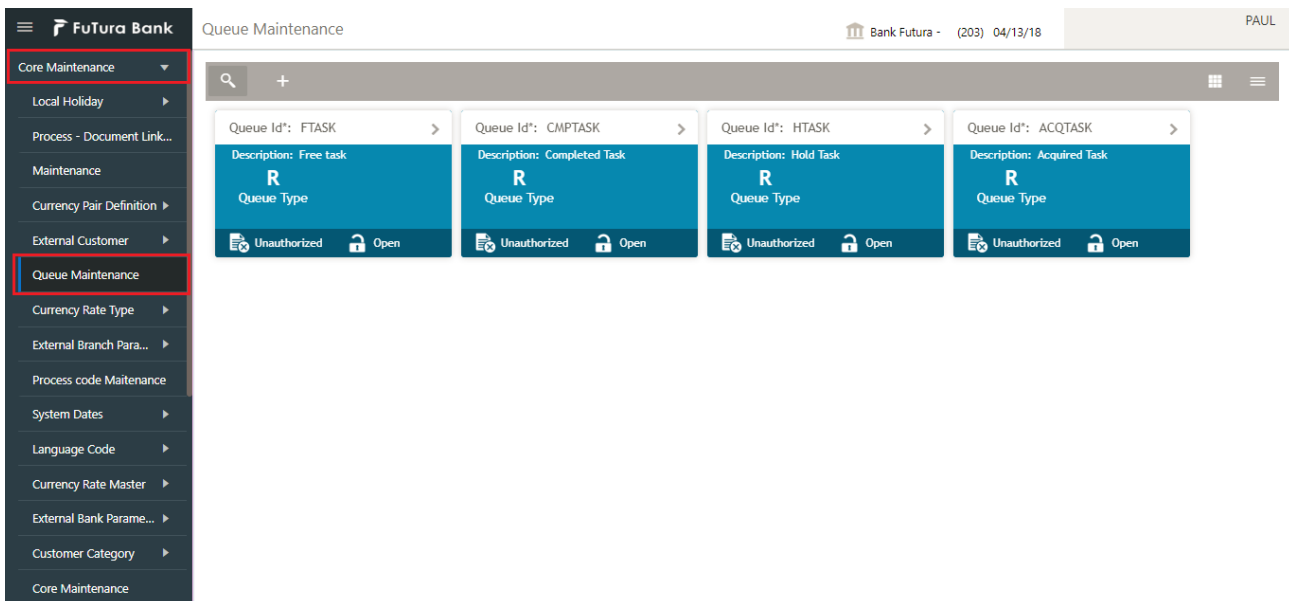 FuTura Bank
Queue Maintenance
Bank Futura - (203) 04/13/18
PAUL
Core Maintenance
Local Holiday
Process - Document Link...
Maintenance
Currency Pair Definition
External Customer
Queue Maintenance
Currency Rate Type
External Branch Para...
Process code Maitenance
System Dates
Language Code
Currency Rate Master
External Bank Parame...
Customer Category
Core Maintenance
Queue Id*: FTASK
Description: Free task
R
Queue Type
Unauthorized Open
Queue Id*: CMPTASK
Description: Completed Task
R
Queue Type
Unauthorized Open
Queue Id*: HTASK
Description: Hold Task
R
Queue Type
Unauthorized Open
Queue Id*: ACQTASK
Description: Acquired Task
R
Queue Type
Unauthorized Open